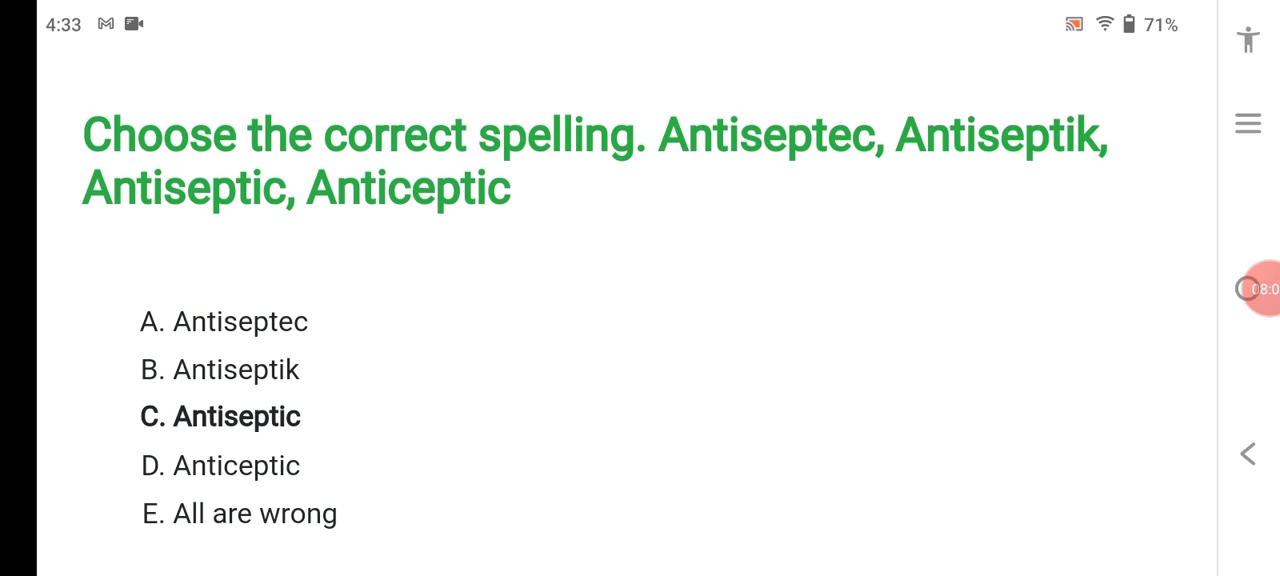 4:33
71%
Choose the correct spelling. Antiseptec, Antiseptik,
Antiseptic, Anticeptic
A. Antiseptec
B. Antiseptik
C. Antiseptic
D. Anticeptic
E. All are wrong